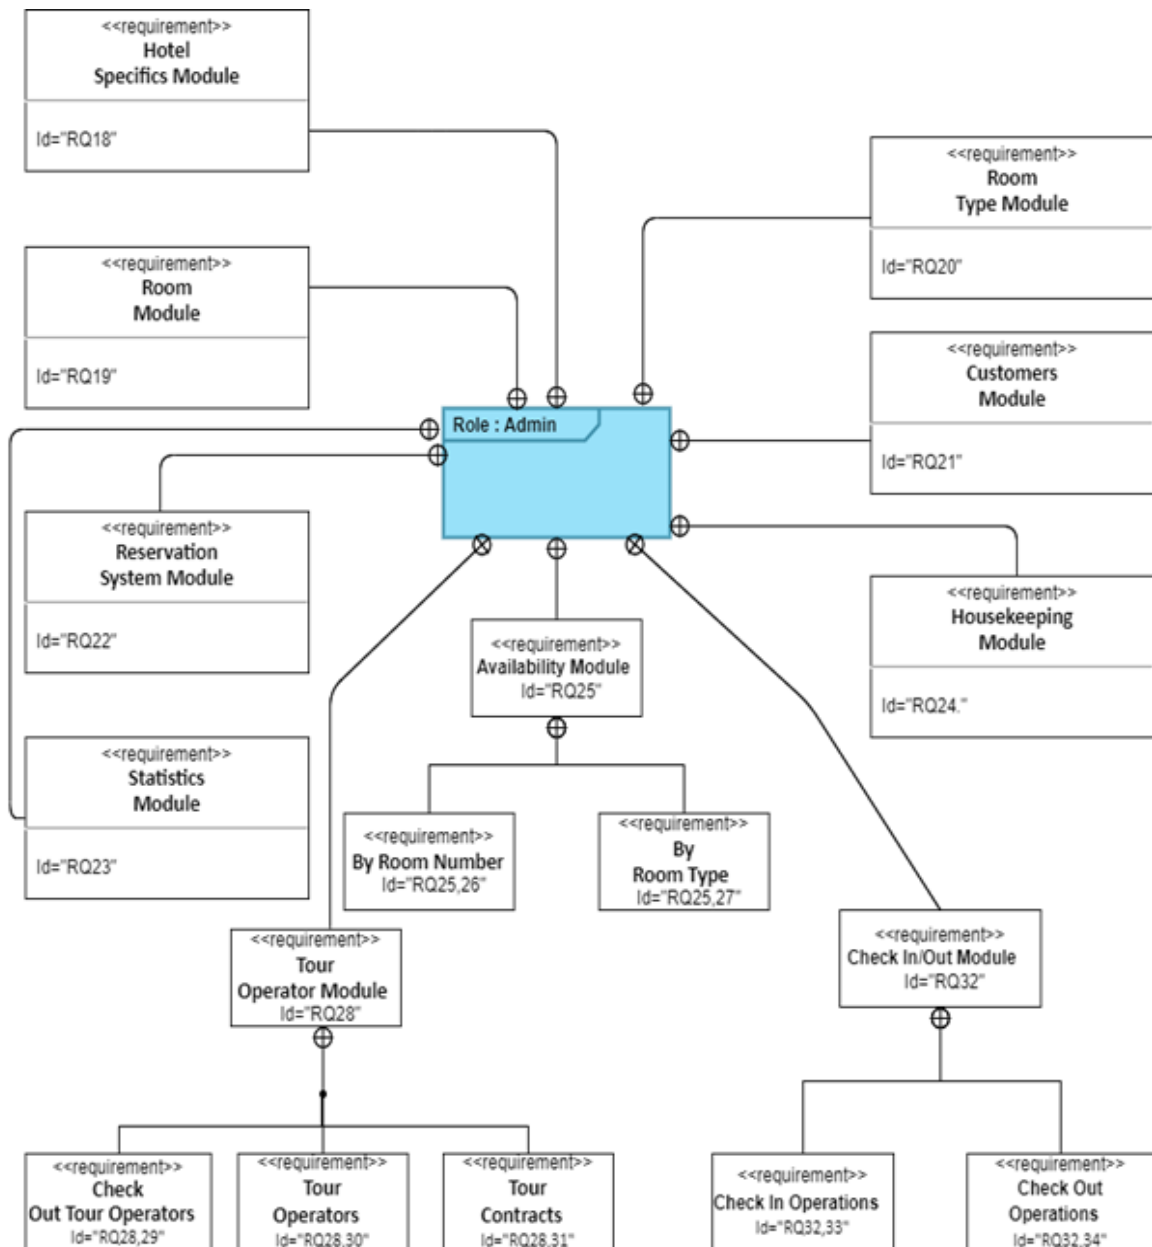 <<requirement>>
Hotel
Specifics Module
Id="RQ18"
<<requirement>>
Room
Type Module
Id="RQ20"
<<requirement>>
Room
Module
Id="RQ19"
<<requirement>>
Customers
Module
Id="RQ21"
Role : Admin
<<requirement>>
Reservation
System Module
Id="RQ22"
<<requirement>>
Housekeeping
Module
Id="RQ24."
<<requirement>>
Availability Module
Id="RQ25"
<<requirement>>
Statistics
Module
Id="RQ23"
<<requirement>>
By Room Number
Id="RQ25,26"
<<requirement>>
By
Room Type
Id="RQ25,27"
<<requirement>>
Tour
Operator Module
Id="RQ28"
<<requirement>>
Check In/Out Module
Id="RQ32"
<<requirement>>
Check
Out Tour Operators
Id="RQ28,29"
<<requirement>>
Tour
Operators
Id="RQ28,30"
<<requirement>>
Tour
Contracts
Id="RQ28,31"
<<requirement>>
Check In Operations
Id="RQ32,33"
<<requirement>>
Check Out
Operations
Id="RQ32,34"